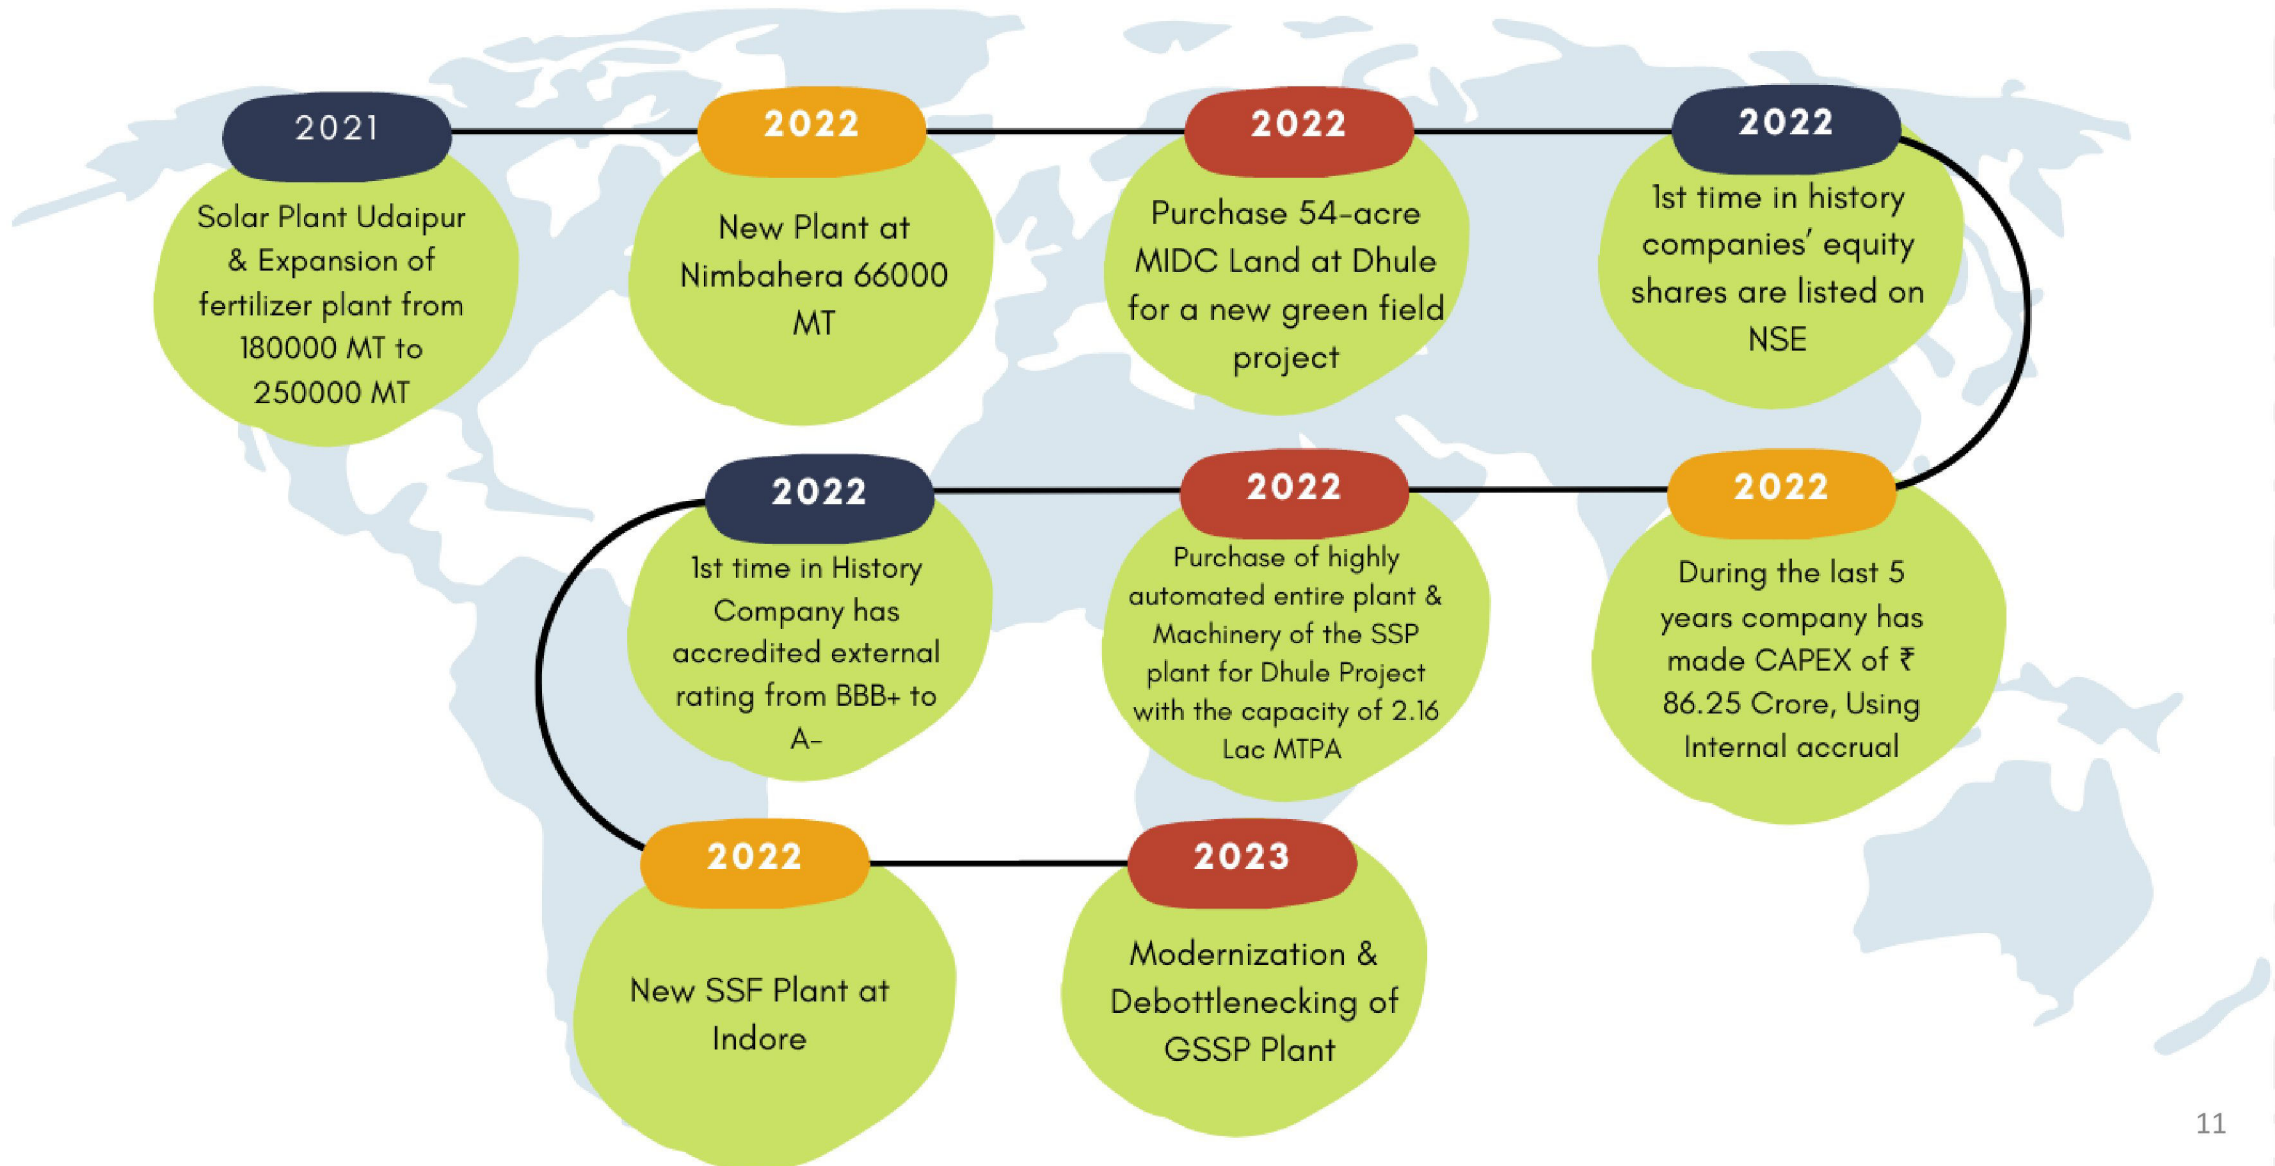 2021
Solar Plant Udaipur
& Expansion of
fertilizer plant from
180000 MT to
250000 MT
2022
New Plant at
Nimbahera 66000
MT
2022
Purchase 54-acre
MIDC Land at Dhule
for a new green field
project
2022
1st time in history
companies’ equity
shares are listed on
NSE
2022
During the last 5
years company has
made CAPEX of ₹
86.25 Crore, Using
Internal accrual
2022
Purchase of highly
automated entire plant &
Machinery of the SSP
plant for Dhule Project
with the capacity of 2.16
Lac MTPA
2022
1st time in History
Company has
accredited external
rating from BBB+ to
A-
2022
New SSF Plant at
Indore
2023
Modernization &
Debottlenecking of
GSSP Plant
11